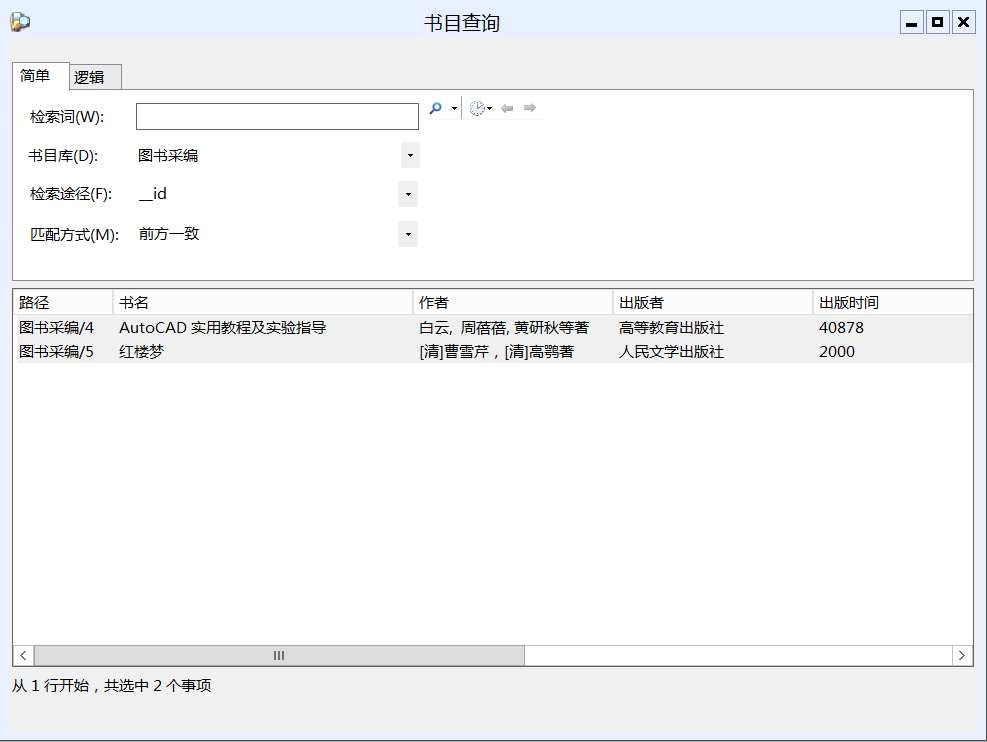 书目查询
简单 逻辑
检索词(W):
书目库(D): 图书采编
检索途径(F): __id
匹配方式(M): 前方一致
路径 书名 作者 出版者 出版时间
图书采编/4 AutoCAD 实用教程及实验指导 白云, 周蓓蓓, 黄研秋等著 高等教育出版社 40878
图书采编/5 红楼梦 [清]曹雪芹，[清]高鹗著 人民文学出版社 2000
从 1 行开始，共选中 2 个事项